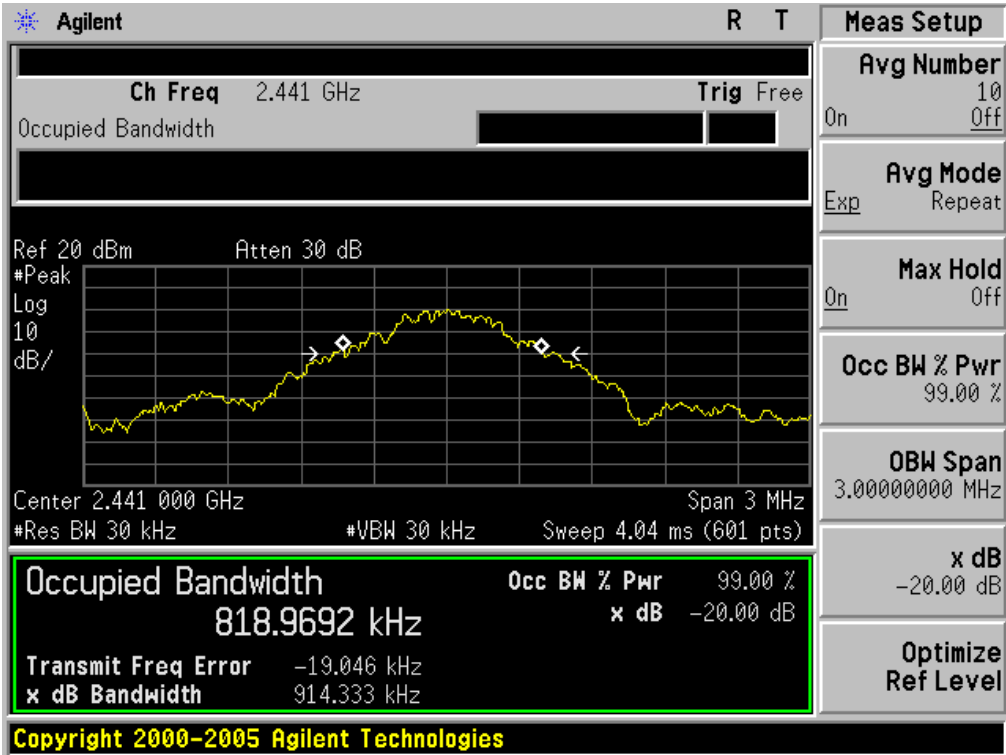 Agilent R T
Ch Freq 2.441 GHz Trig Free
Occupied Bandwidth
Ref 20 dBm Atten 30 dB
#Peak
Log
10
dB/
Center 2.441 000 GHz Span 3 MHz
#Res BW 30 kHz #VBW 30 kHz Sweep 4.04 ms (601 pts)
Occupied Bandwidth
818.9692 kHz
Occ BW % Pwr 99.00 %
x dB -20.00 dB
Transmit Freq Error -19.046 kHz
x dB Bandwidth 914.333 kHz
Copyright 2000-2005 Agilent Technologies
Meas Setup
Avg Number
10
On Off
Avg Mode
Exp Repeat
Max Hold
On Off
Occ BW % Pwr
99.00 %
OBW Span
3.00000000 MHz
x dB
-20.00 dB
Optimize
Ref Level